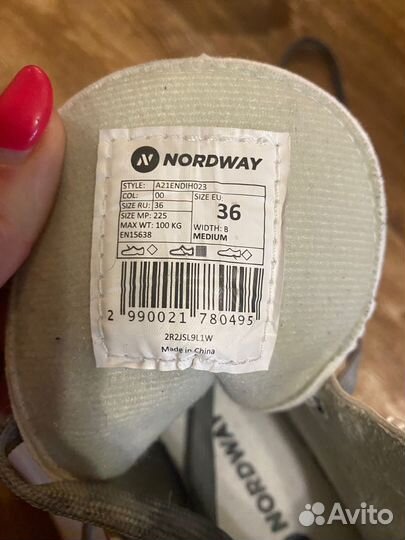 NORDWAY
STYLE: A21ENDIH023
COL: 00
SIZE RU: 36
SIZE MP: 225
MAX WT: 100 KG
EN15638
SIZE EU
36
WIDTH: B
MEDIUM
2 990021 780495
2R2JSL9L1W
Made in China
NORDWAY
Avito